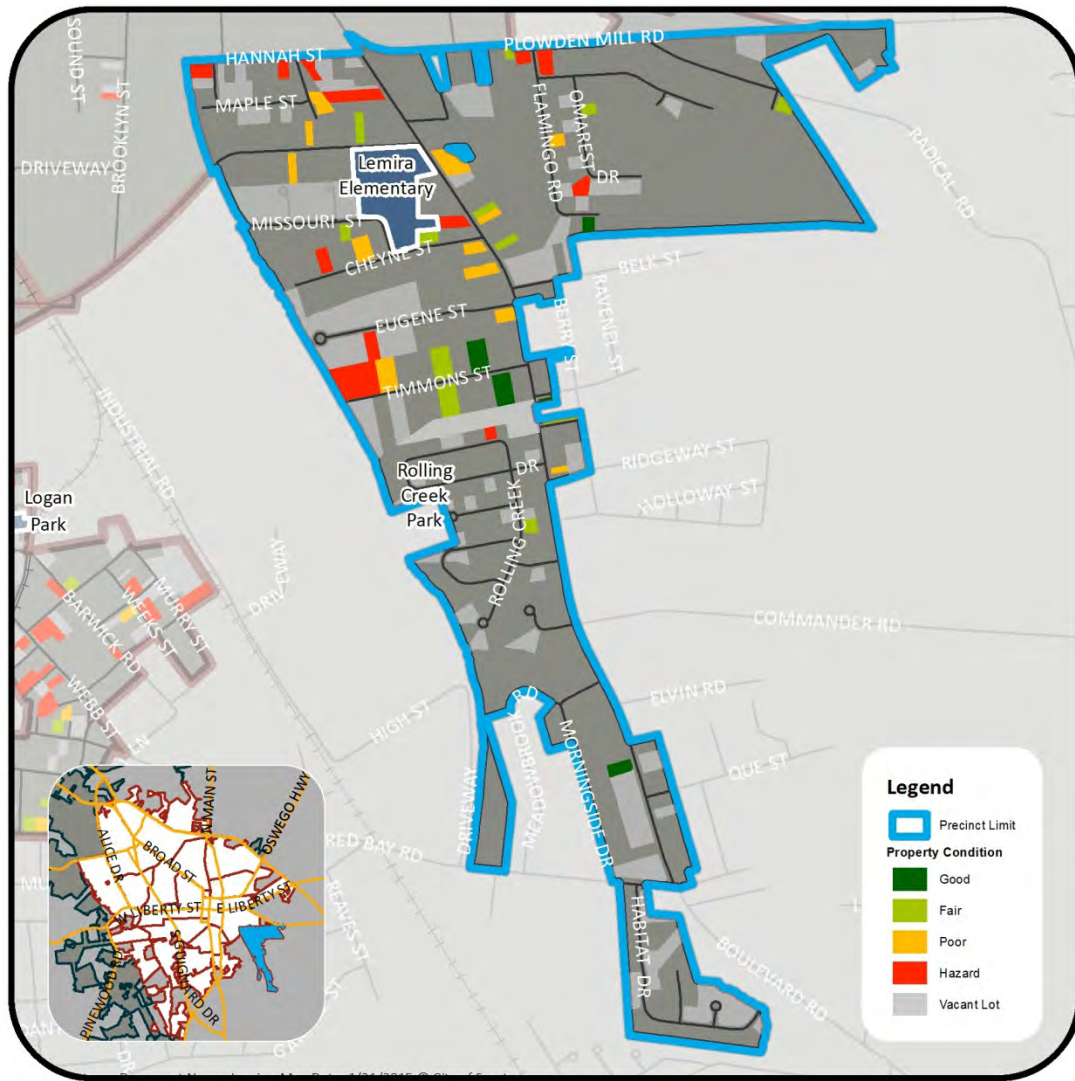 SOUND ST
HANNAH ST
PLOWDEN MILL RD
BROOKLYN ST
MAPLE ST
FLAMINGO RD
OMAREST
DR
RADICAL RD
DRIVEWAY
Lemira
Elementary
MISSOURI ST
CHEYNE ST
BELK ST
EUGENE ST
BERRY ST
RAVENEL ST
TIMMONS ST
INDUSTRIAL RD
Rolling
Creek
Park
DR
RIDGEWAY ST
HOLLOWAY ST
Logan
Park
ROLLING CREEK
DRIVEWAY
MURRY ST
WEEKS ST
BARWICK RD
COMMANDER RD
WEBB ST
LN
HIGH ST
ELVIN RD
MEADOWBROOK RD
MORNINGSIDE DR
QUE ST
DRIVEWAY
RED BAY RD
REAVES ST
HABITAT DR
BOULEVARD RD
N MAIN ST
OSWEGO HWY
ALICE DR
BROAD ST
W LIBERTY ST
E LIBERTY ST
S GUIGNARD DR
PINEWOOD RD
DR
Legend
Precinct Limit
Property Condition
Good
Fair
Poor
Hazard
Vacant Lot